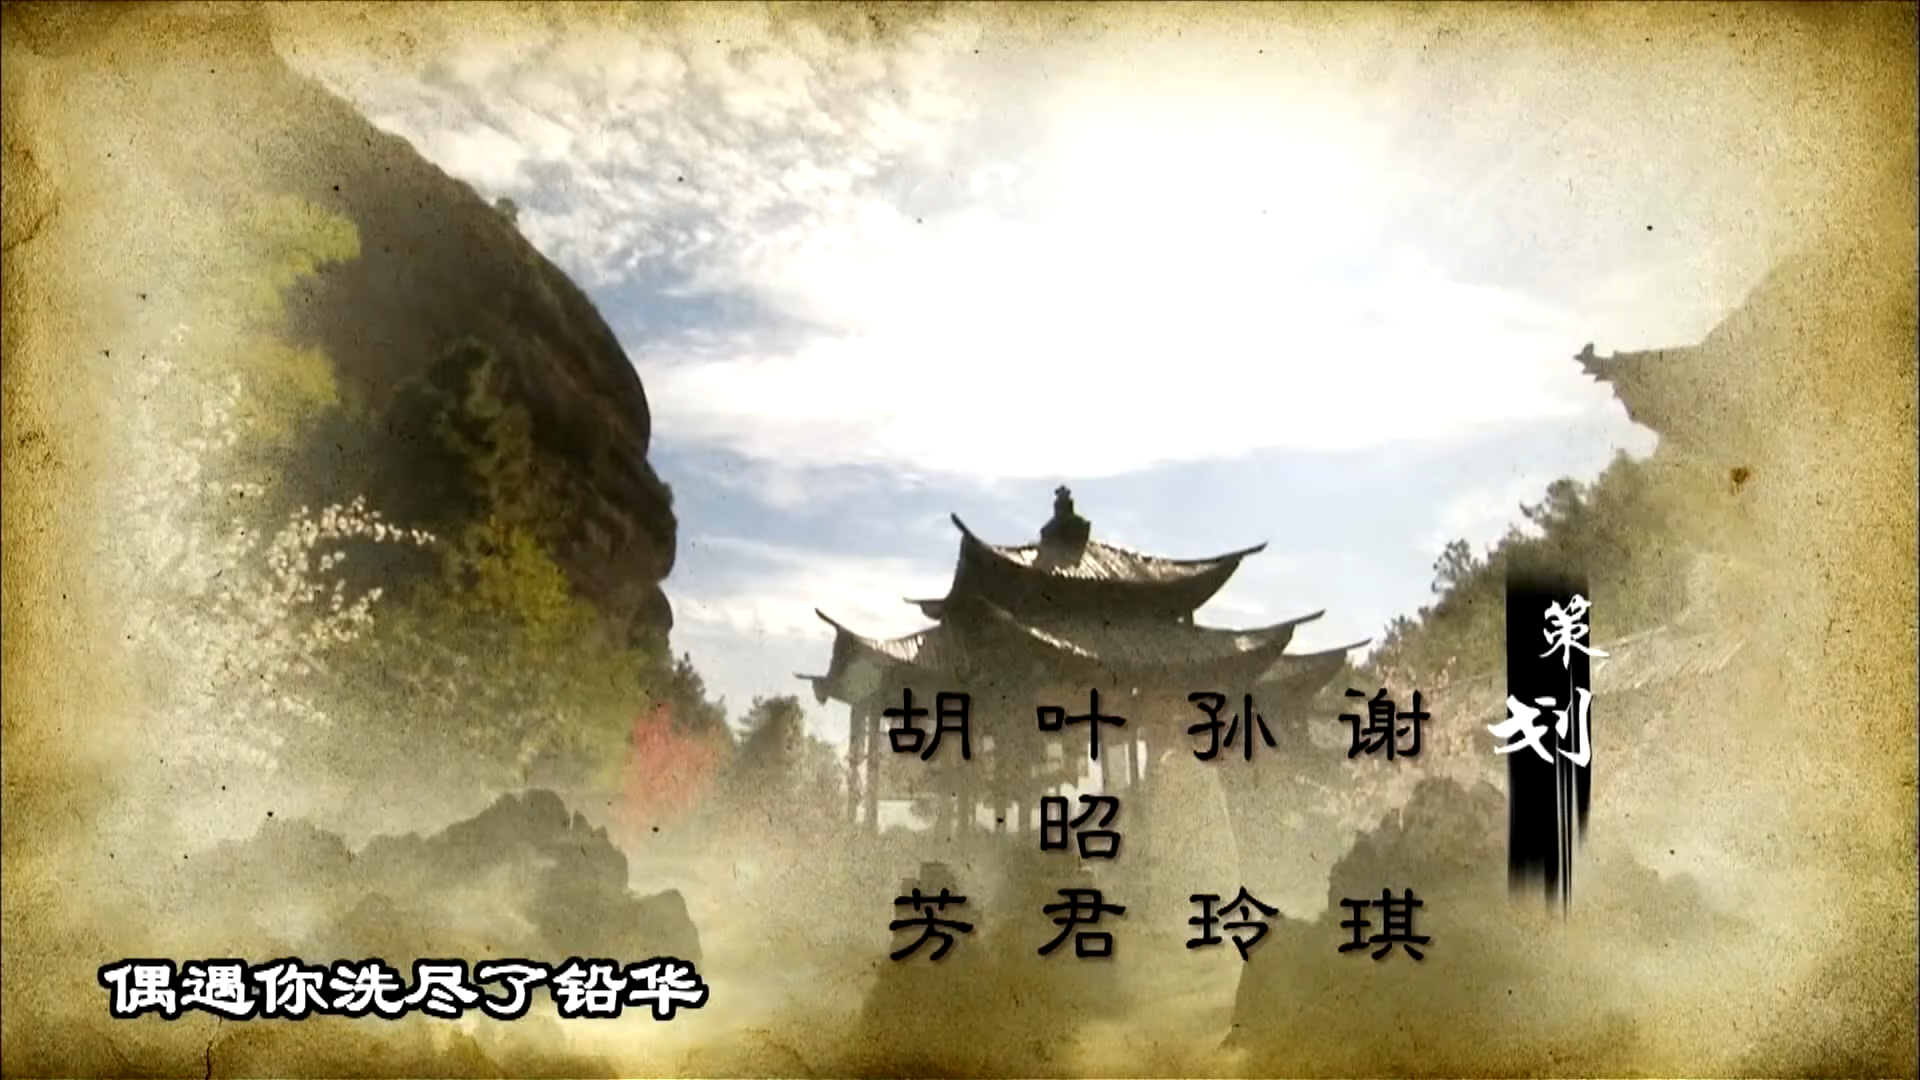 策划
谢琪
孙玲
叶昭君
胡芳
偶遇你洗尽了铅华